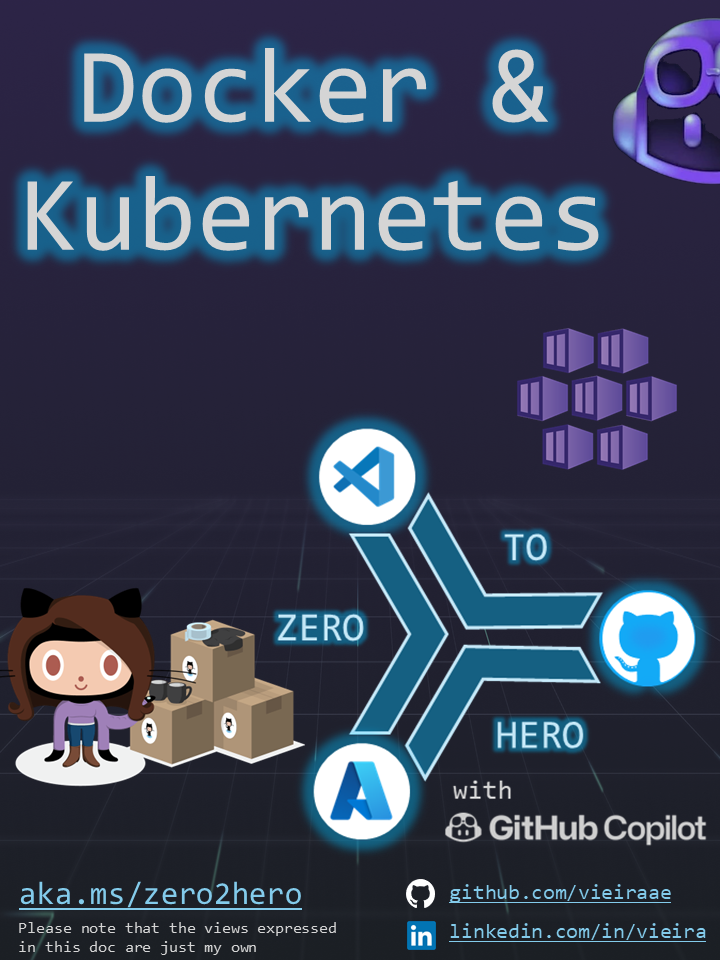 Docker &
Kubernetes
TO
ZERO
HERO
with
GitHub Copilot
aka.ms/zero2hero
Please note that the views expressed
in this doc are just my own
github.com/vieiraae
linkedin.com/in/vieira